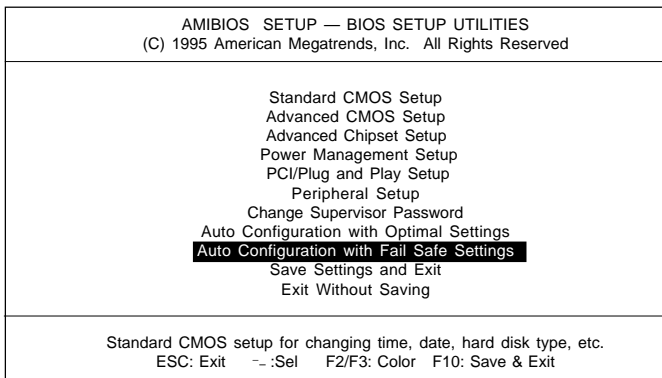 AMIBIOS SETUP — BIOS SETUP UTILITIES
(C) 1995 American Megatrends, Inc. All Rights Reserved
Standard CMOS Setup
Advanced CMOS Setup
Advanced Chipset Setup
Power Management Setup
PCI/Plug and Play Setup
Peripheral Setup
Change Supervisor Password
Auto Configuration with Optimal Settings
Auto Configuration with Fail Safe Settings
Save Settings and Exit
Exit Without Saving
Standard CMOS setup for changing time, date, hard disk type, etc.
ESC: Exit :Sel F2/F3: Color F10: Save & Exit